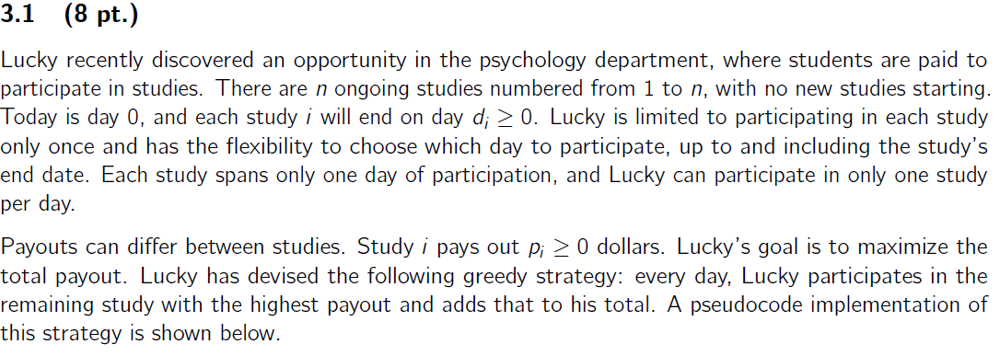 3.1 (8 pt.)
Lucky recently discovered an opportunity in the psychology department, where students are paid to
participate in studies. There are n ongoing studies numbered from 1 to n, with no new studies starting.
Today is day 0, and each study i will end on day dᵢ ≥ 0. Lucky is limited to participating in each study
only once and has the flexibility to choose which day to participate, up to and including the study's
end date. Each study spans only one day of participation, and Lucky can participate in only one study
per day.
Payouts can differ between studies. Study i pays out pᵢ ≥ 0 dollars. Lucky's goal is to maximize the
total payout. Lucky has devised the following greedy strategy: every day, Lucky participates in the
remaining study with the highest payout and adds that to his total. A pseudocode implementation of
this strategy is shown below.